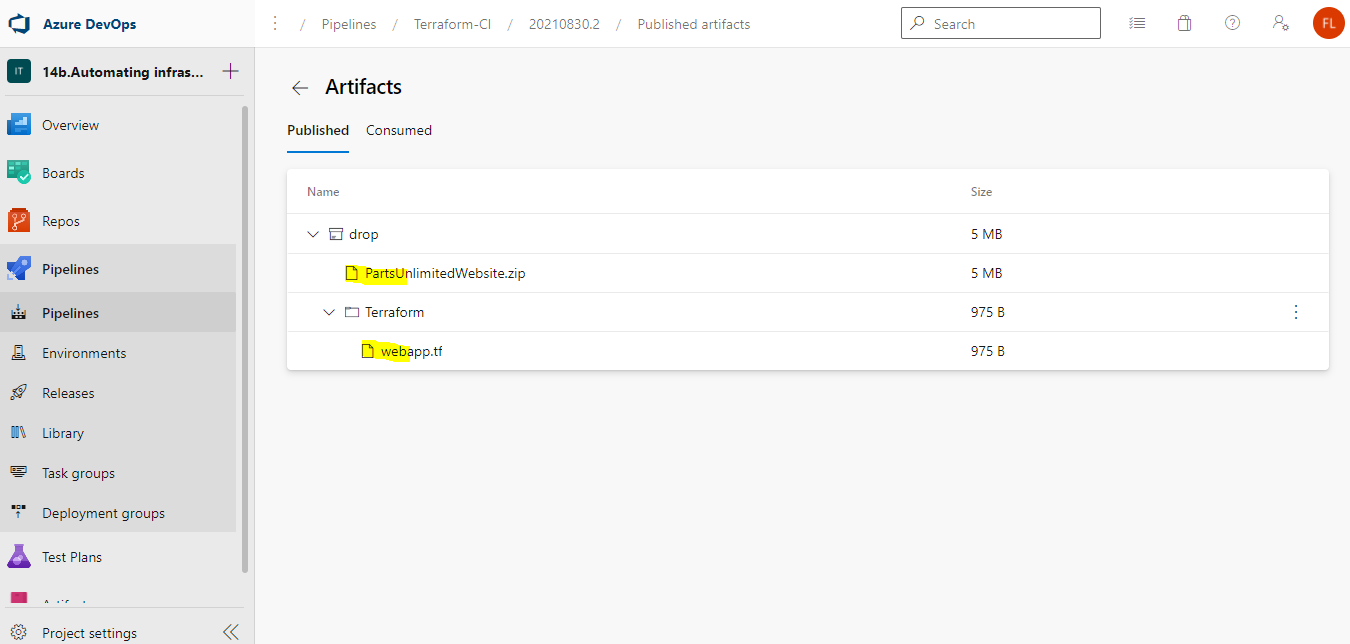 Azure DevOps
/ Pipelines / Terraform-CI / 20210830.2 / Published artifacts
Search
FL
IT 14b.Automating infras... +
Overview
Boards
Repos
Pipelines
Pipelines
Environments
Releases
Library
Task groups
Deployment groups
Test Plans
Project settings
Artifacts
Published Consumed
Name Size
drop 5 MB
PartsUnlimitedWebsite.zip 5 MB
Terraform 975 B
webapp.tf 975 B